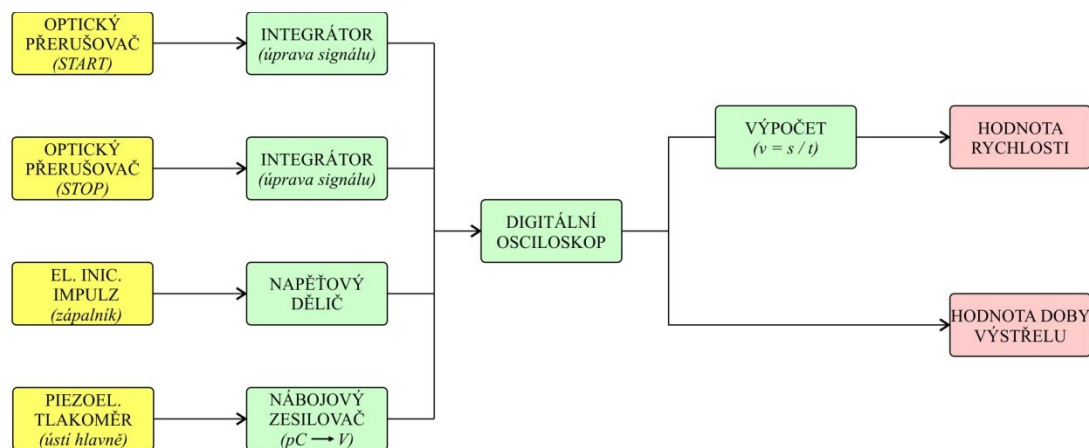 OPTICKÝ
PŘERUŠOVAČ
(START)
INTEGRÁTOR
(úprava signálu)
OPTICKÝ
PŘERUŠOVAČ
(STOP)
INTEGRÁTOR
(úprava signálu)
EL. INIC.
IMPULZ
(zápalník)
NAPĚŤOVÝ
DĚLIČ
PIEZOEL.
TLAKOMĚR
(ústí hlavně)
NÁBOJOVÝ
ZESILOVAČ
(pC → V)
DIGITÁLNÍ
OSCILOSKOP
VÝPOČET
(v = s / t)
HODNOTA
RYCHLOSTI
HODNOTA DOBY
VÝSTŘELU